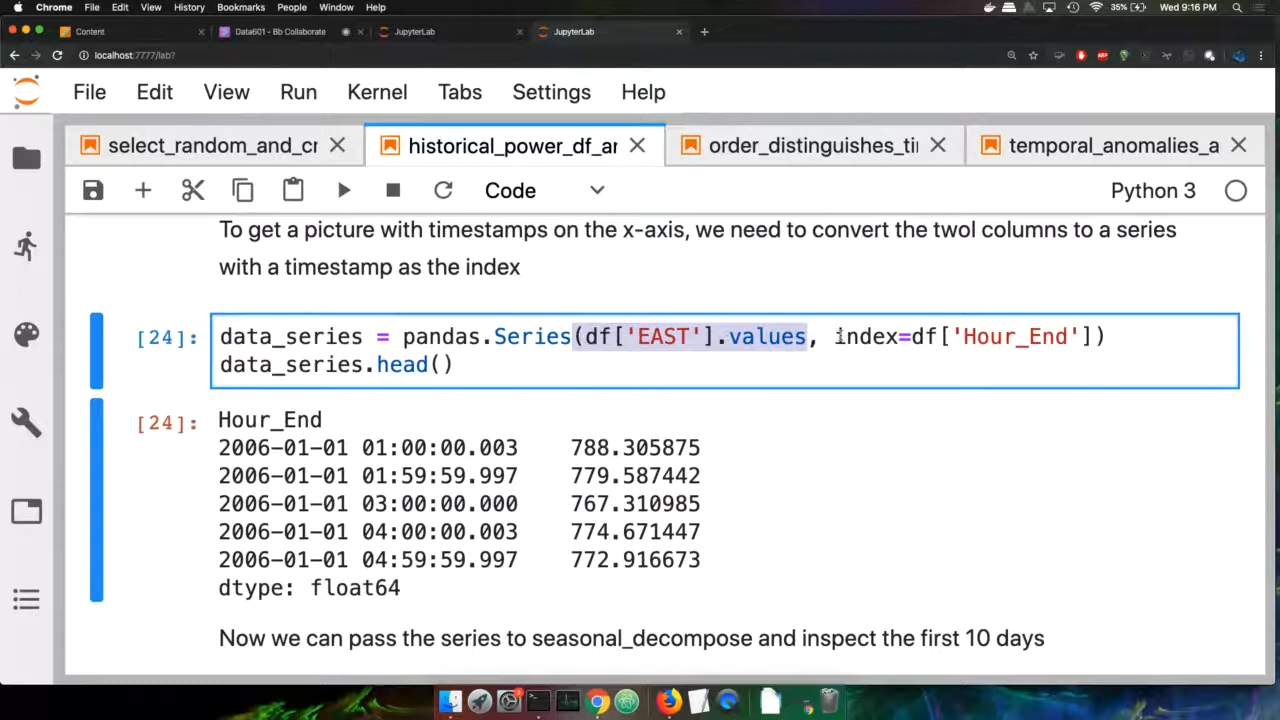 Chrome File Edit View History Bookmarks People Window Help 35% Wed 9:16 PM
Content Data601 - Bb Collaborate JupyterLab JupyterLab
localhost:7777/lab? ABP
File Edit View Run Kernel Tabs Settings Help
select_random_and_cr historical_power_df_ar order_distinguishes_ti temporal_anomalies_a
Code Python 3
To get a picture with timestamps on the x-axis, we need to convert the twol columns to a series
with a timestamp as the index
[24]: data_series = pandas.Series(df['EAST'].values, index=df['Hour_End'])
data_series.head()
[24]: Hour_End
2006-01-01 01:00:00.003 788.305875
2006-01-01 01:59:59.997 779.587442
2006-01-01 03:00:00.000 767.310985
2006-01-01 04:00:00.003 774.671447
2006-01-01 04:59:59.997 772.916673
dtype: float64
Now we can pass the series to seasonal_decompose and inspect the first 10 days